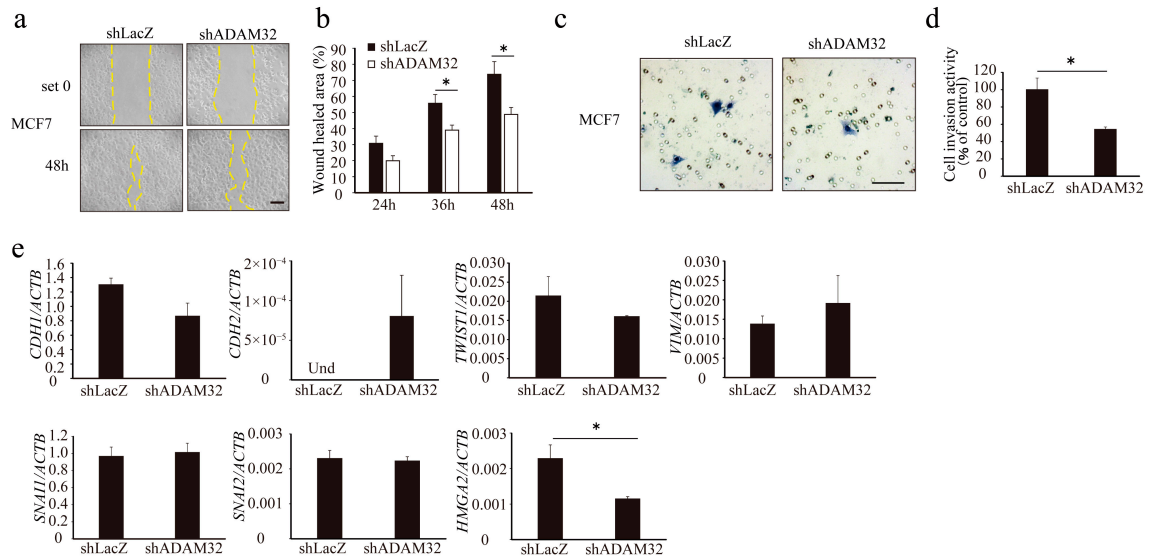 a
shLacZ
shADAM32
set 0
MCF7
48h
b
Wound healed area (%)
90
80
70
60
50
40
30
20
10
0
shLacZ
shADAM32
*
*
24h
36h
48h
c
shLacZ
shADAM32
MCF7
d
Cell invasion activity
(% of control)
120
100
80
60
40
20
0
*
shLacZ
shADAM32
e
CDH1/ACTB
1.6
1.4
1.2
1.0
0.8
0.6
0.4
0.2
0
shLacZ
shADAM32
CDH2/ACTB
2×10⁻⁴
1×10⁻⁴
5×10⁻⁵
0
Und
shLacZ
shADAM32
TWIST1/ACTB
0.030
0.025
0.020
0.015
0.010
0.005
0
shLacZ
shADAM32
VIM/ACTB
0.030
0.025
0.020
0.015
0.010
0.005
0
shLacZ
shADAM32
SNAI1/ACTB
1.2
1.0
0.8
0.6
0.4
0.2
0.0
shLacZ
shADAM32
SNAI2/ACTB
0.003
0.002
0.001
0
shLacZ
shADAM32
HMGA2/ACTB
0.003
0.002
0.001
0
*
shLacZ
shADAM32